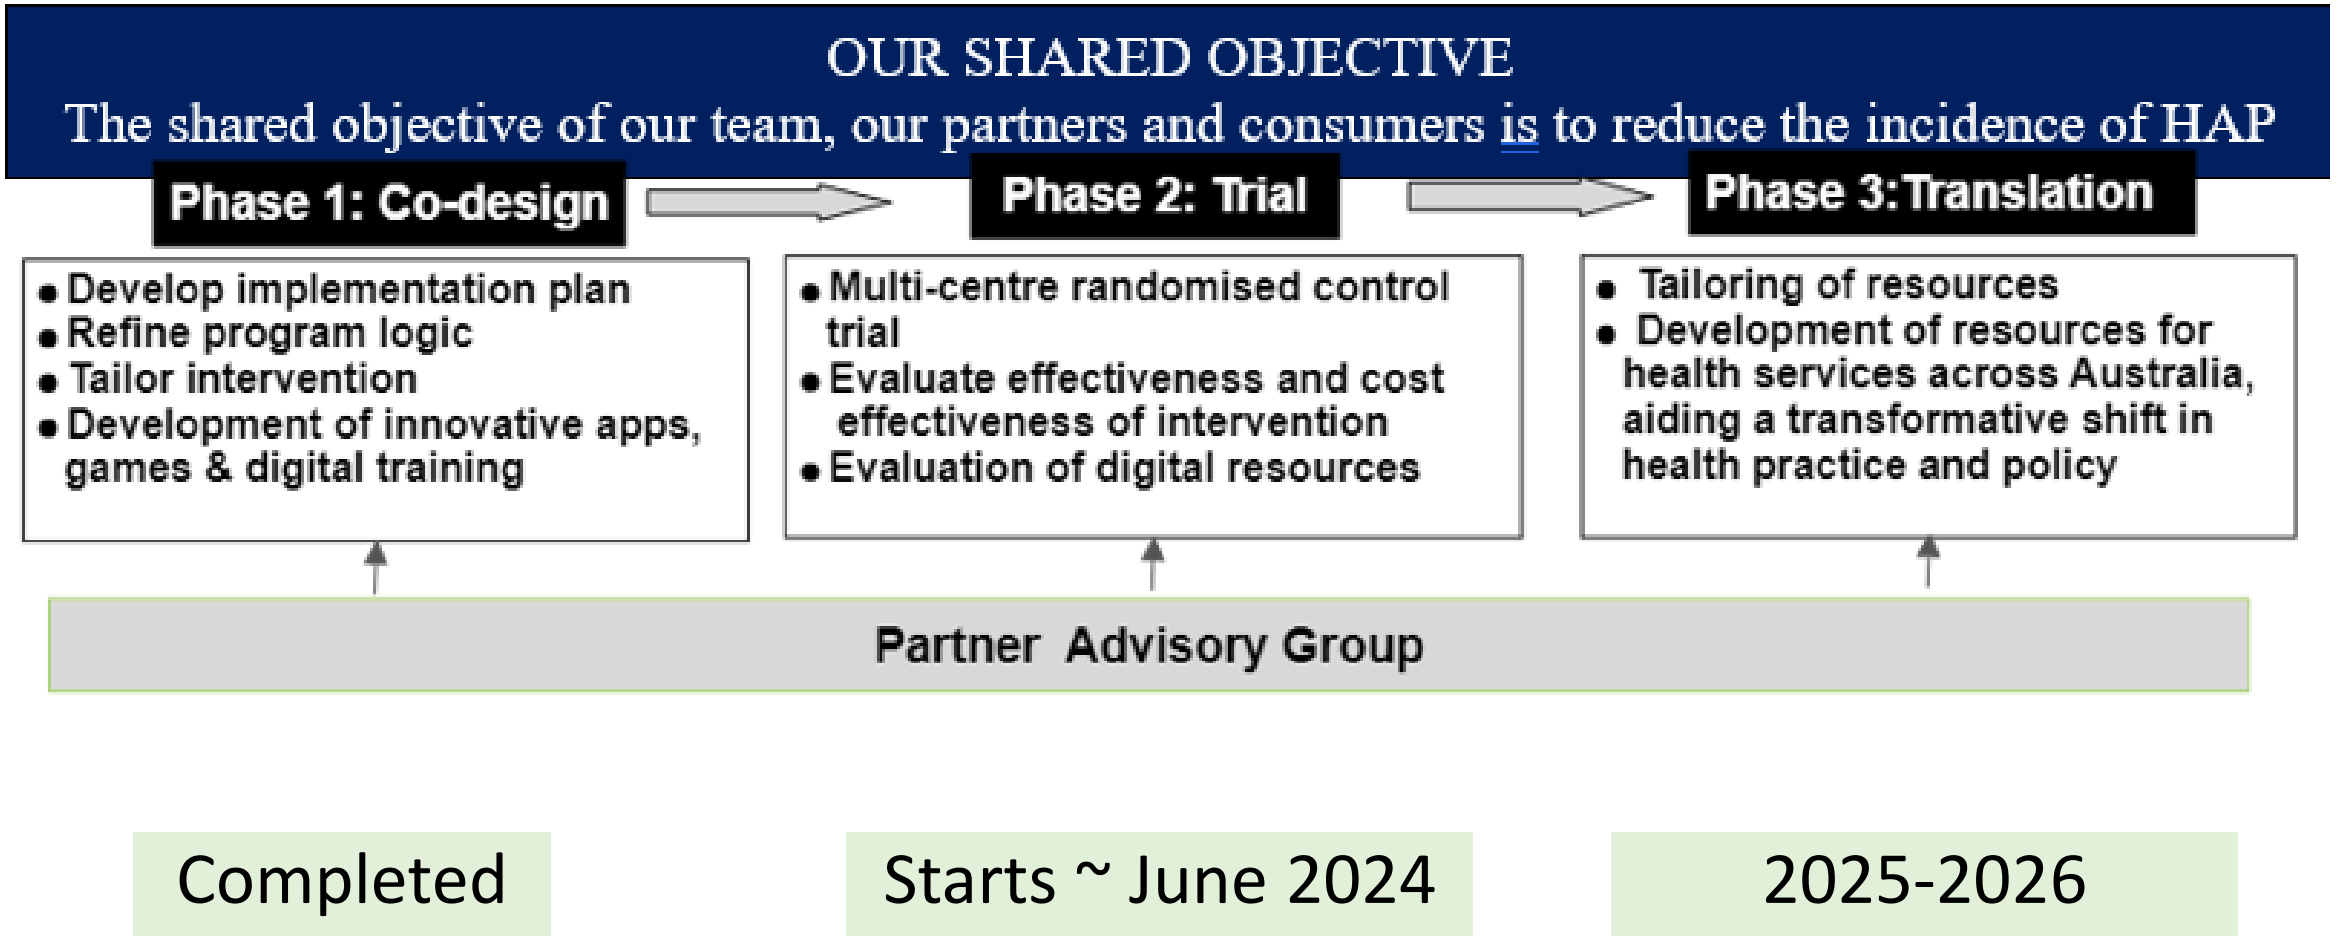 OUR SHARED OBJECTIVE
The shared objective of our team, our partners and consumers is to reduce the incidence of HAP
Phase 1: Co-design
● Develop implementation plan
● Refine program logic
● Tailor intervention
● Development of innovative apps,
games & digital training
Phase 2: Trial
● Multi-centre randomised control
trial
● Evaluate effectiveness and cost
effectiveness of intervention
● Evaluation of digital resources
Phase 3:Translation
● Tailoring of resources
● Development of resources for
health services across Australia,
aiding a transformative shift in
health practice and policy
Partner Advisory Group
Completed
Starts ~ June 2024
2025-2026